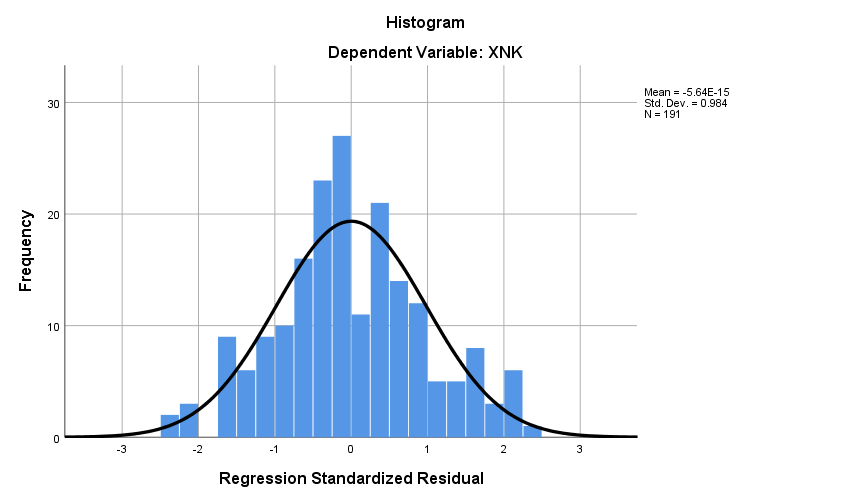 Histogram
Dependent Variable: XNK
Mean = -5.64E-15
Std. Dev. = 0.984
N = 191
Frequency
30
20
10
0
-3 -2 -1 0 1 2 3
Regression Standardized Residual